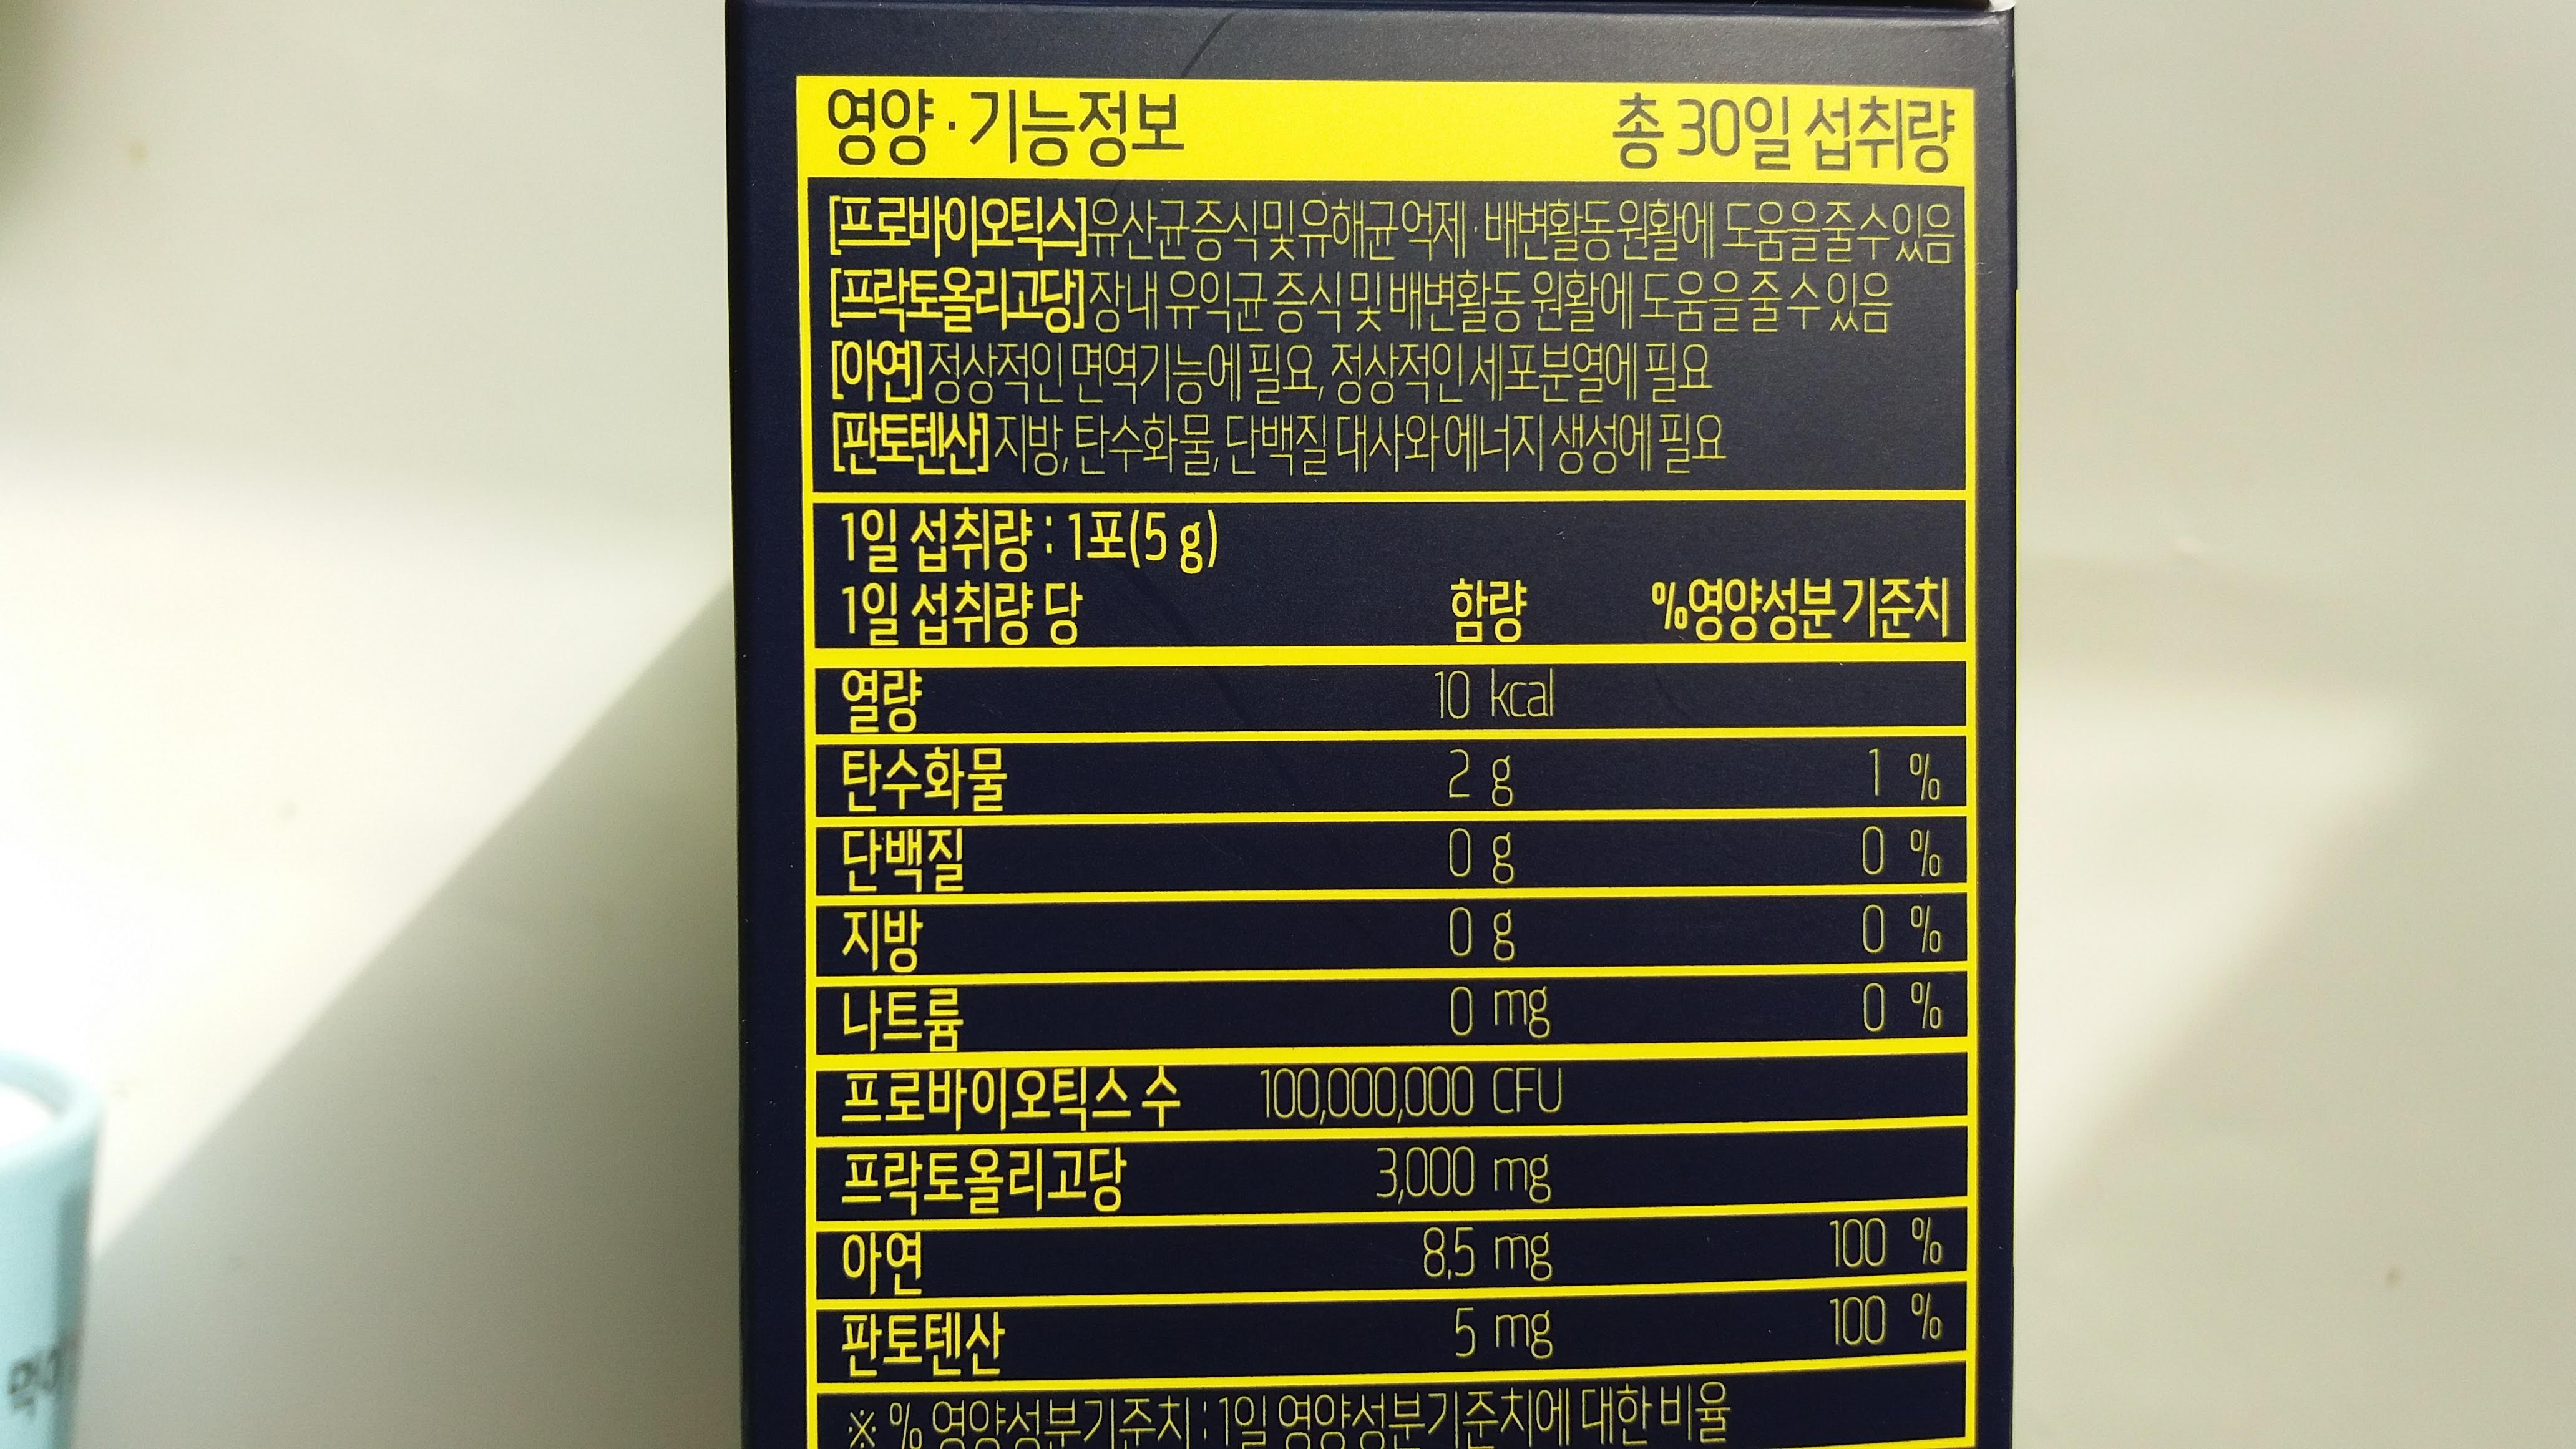 영양·기능정보 총 30일 섭취량
[프로바이오틱스]유산균 증식 및 유해균 억제·배변활동 원활에 도움을 줄 수 있음
[프락토올리고당]장내 유익균 증식 및 배변활동 원활에 도움을 줄 수 있음
[아연]정상적인 면역기능에 필요, 정상적인 세포분열에 필요
[판토텐산]지방, 탄수화물, 단백질 대사와 에너지 생성에 필요
1일 섭취량 : 1포(5 g)
1일 섭취량 당 함량 %영양성분 기준치
열량 10 kcal
탄수화물 2 g 1 %
단백질 0 g 0 %
지방 0 g 0 %
나트륨 0 mg 0 %
프로바이오틱스 수 100,000,000 CFU
프락토올리고당 3,000 mg
아연 8.5 mg 100 %
판토텐산 5 mg 100 %
※ % 영양성분기준치 : 1일 영양성분기준치에 대한 비율